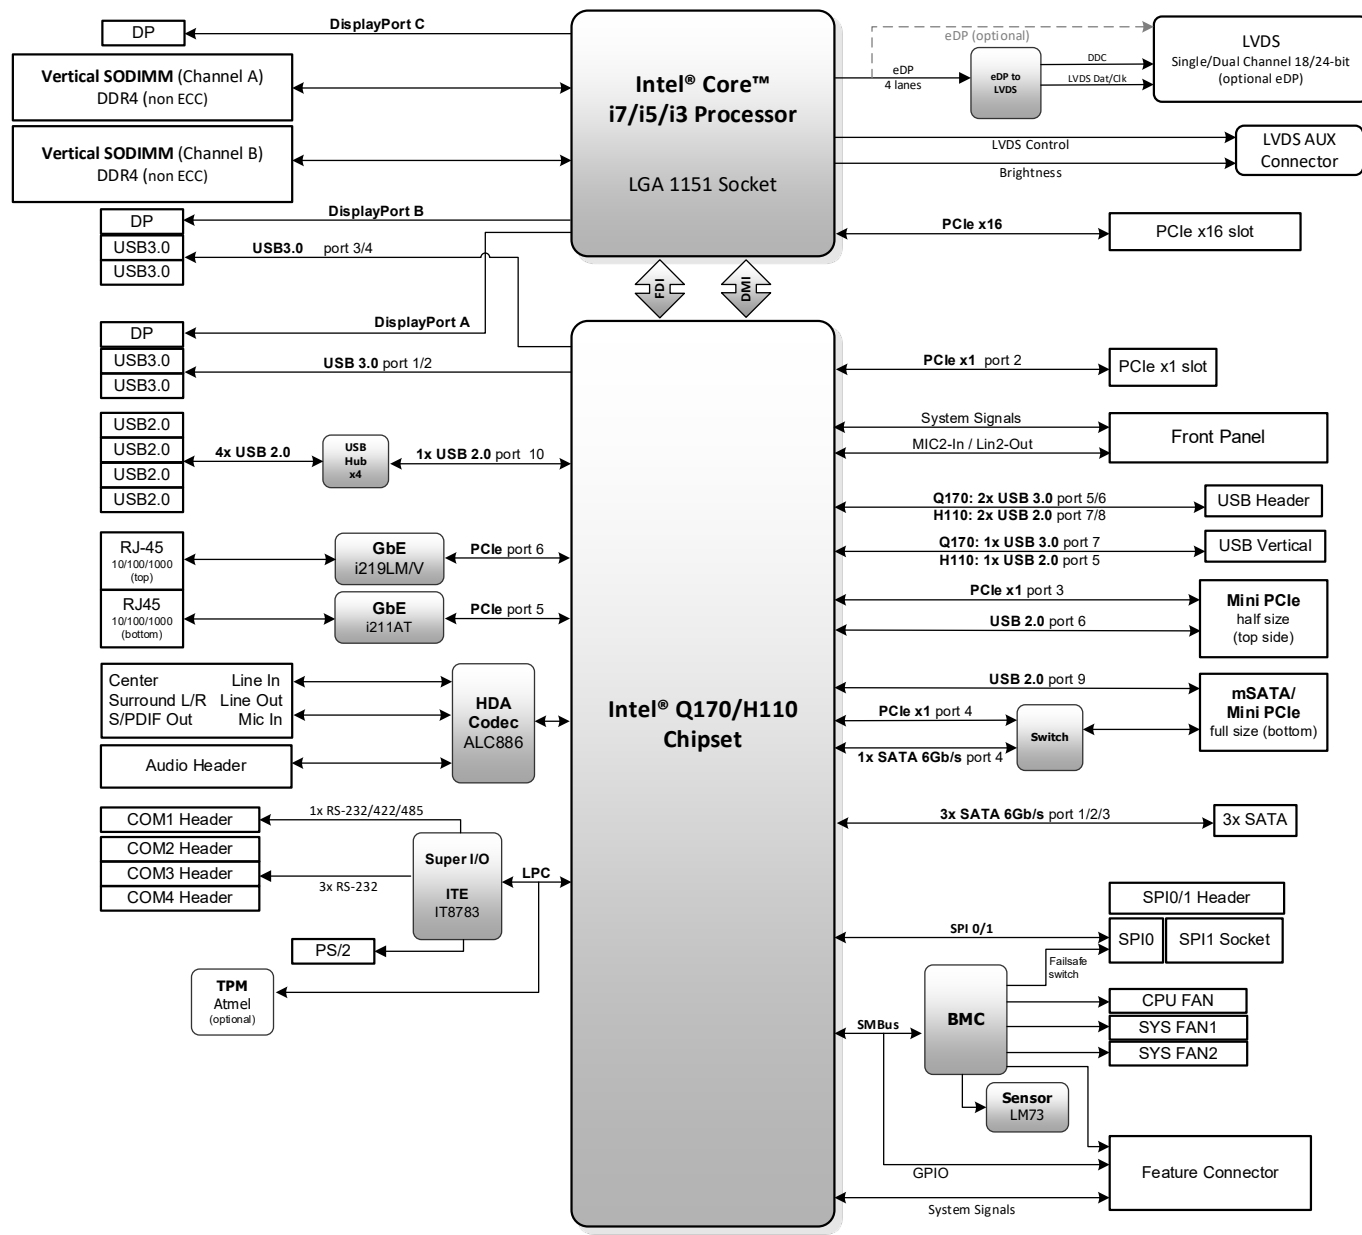 DP
DisplayPort C
Vertical SODIMM (Channel A)
DDR4 (non ECC)
Vertical SODIMM (Channel B)
DDR4 (non ECC)
DP
DisplayPort B
USB3.0
USB3.0 port 3/4
USB3.0
DP
DisplayPort A
USB3.0
USB 3.0 port 1/2
USB3.0
USB2.0
USB2.0
USB2.0
USB2.0
4x USB 2.0
USB
Hub
x4
1x USB 2.0 port 10
RJ-45
10/100/1000
(top)
GbE
i219LM/V
PCIe port 6
RJ45
10/100/1000
(bottom)
GbE
i211AT
PCIe port 5
Center Line In
Surround L/R Line Out
S/PDIF Out Mic In
Audio Header
HDA
Codec
ALC886
COM1 Header
COM2 Header
COM3 Header
COM4 Header
1x RS-232/422/485
3x RS-232
Super I/O
ITE
IT8783
LPC
PS/2
TPM
Atmel
(optional)
Intel® Core™
i7/i5/i3 Processor
LGA 1151 Socket
FDI
DMI
Intel® Q170/H110
Chipset
eDP (optional)
eDP
4 lanes
eDP to
LVDS
DDC
LVDS Dat/Clk
LVDS
Single/Dual Channel 18/24-bit
(optional eDP)
LVDS Control
Brightness
LVDS AUX
Connector
PCIe x16
PCIe x16 slot
PCIe x1 port 2
PCIe x1 slot
System Signals
MIC2-In / Lin2-Out
Front Panel
Q170: 2x USB 3.0 port 5/6
H110: 2x USB 2.0 port 7/8
USB Header
Q170: 1x USB 3.0 port 7
H110: 1x USB 2.0 port 5
USB Vertical
PCIe x1 port 3
USB 2.0 port 6
Mini PCIe
half size
(top side)
USB 2.0 port 9
PCIe x1 port 4
1x SATA 6Gb/s port 4
Switch
mSATA/
Mini PCIe
full size (bottom)
3x SATA 6Gb/s port 1/2/3
3x SATA
SPI0/1 Header
SPI 0/1
SPI0
SPI1 Socket
Failsafe
switch
SMBus
BMC
CPU FAN
SYS FAN1
SYS FAN2
Sensor
LM73
GPIO
System Signals
Feature Connector